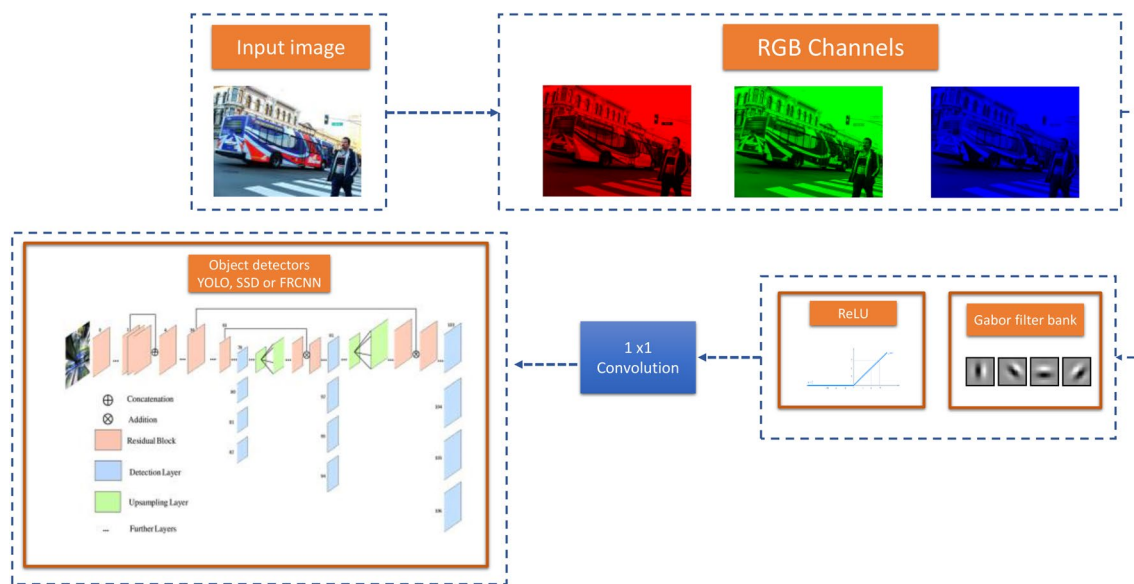 Input image
RGB Channels
Object detectors
YOLO, SSD or FRCNN
Concatenation
Addition
Residual Block
Detection Layer
Upsampling Layer
... Further Layers
1 x1
Convolution
ReLU
Gabor filter bank